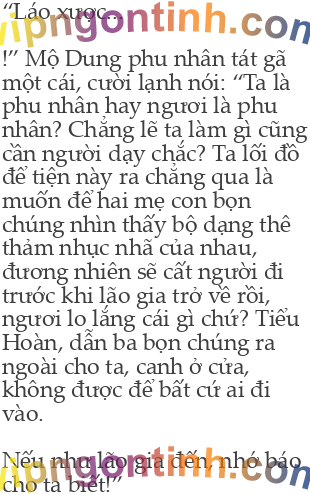 “Láo xược...
vipngontinh.com
!” Mộ Dung phu nhân tát gã
một cái, cười lạnh nói: “Ta là
phu nhân hay ngươi là phu
nhân? Chẳng lẽ ta làm gì cũng
cần người dạy chắc? Ta lối đồ
để tiện này ra chẳng qua là
muốn để hai mẹ con bọn
chúng nhìn thấy bộ dạng thê
thảm nhục nhã của nhau,
đương nhiên sẽ cất người đi
trước khi lão gia trở về rồi,
ngươi lo lắng cái gì chứ? Tiểu
Hoàn, dẫn ba bọn chúng ra
ngoài cho ta, canh ở cửa,
không được để bất cứ ai đi
vào.
Nếu như lão gia đến, nhớ báo
vipngontinh.com
cho ta biết!”